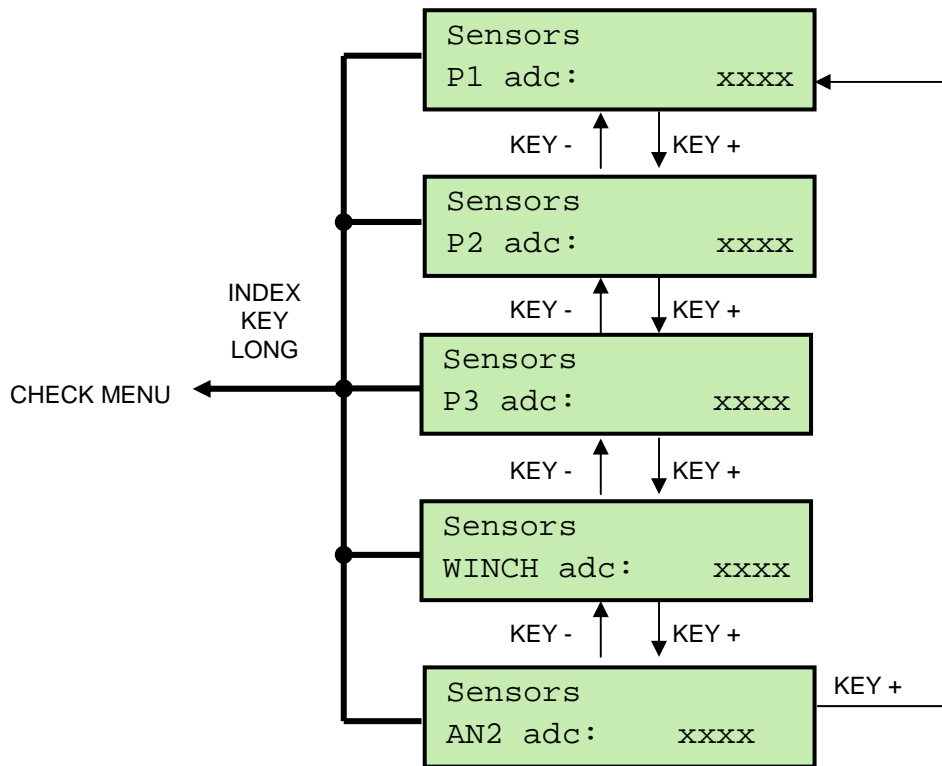 Sensors
P1 adc: xxxx
KEY -
KEY +
Sensors
P2 adc: xxxx
INDEX
KEY
LONG
KEY -
KEY +
CHECK MENU
Sensors
P3 adc: xxxx
KEY -
KEY +
Sensors
WINCH adc: xxxx
KEY -
KEY +
Sensors
AN2 adc: xxxx
KEY +